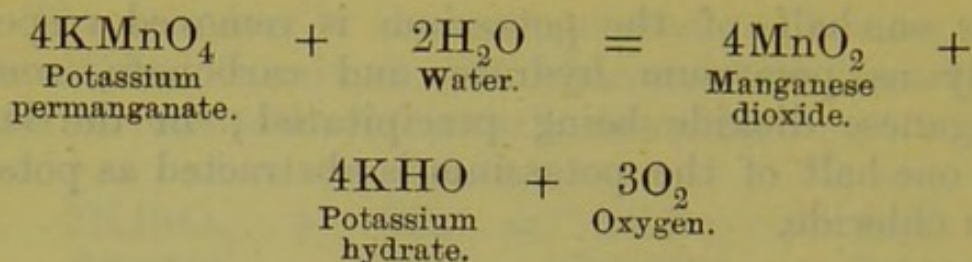 4KMnO₄ + 2H₂O = 4MnO₂ +
Potassium permanganate. Water. Manganese dioxide.
4KHO + 3O₂
Potassium hydrate. Oxygen.